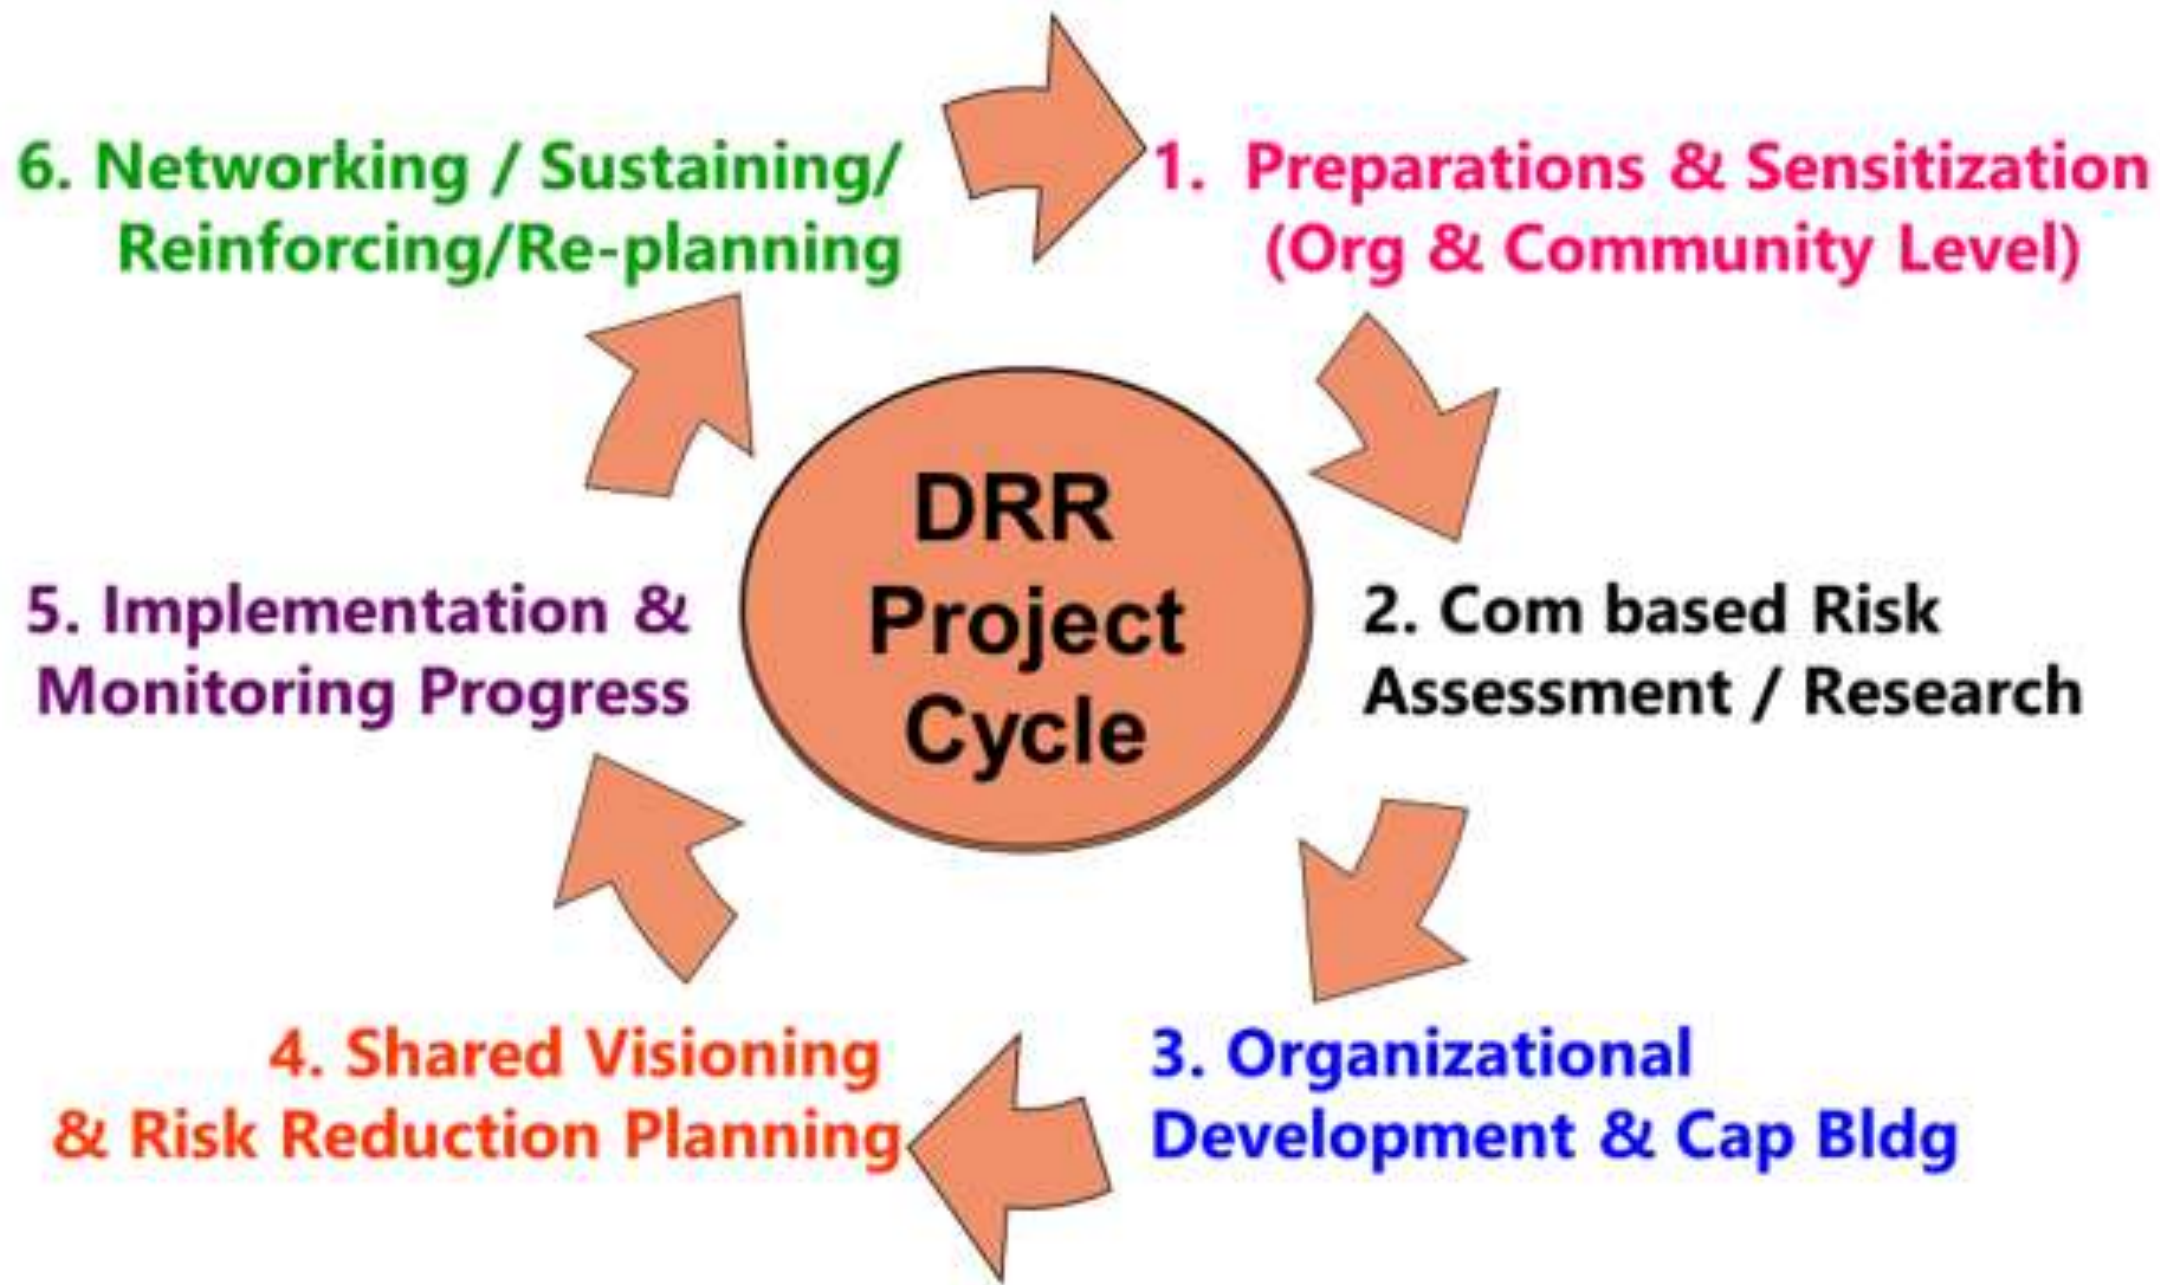 6. Networking / Sustaining/
Reinforcing/Re-planning
1. Preparations & Sensitization
(Org & Community Level)
DRR
Project
Cycle
5. Implementation &
Monitoring Progress
2. Com based Risk
Assessment / Research
4. Shared Visioning
& Risk Reduction Planning
3. Organizational
Development & Cap Bldg